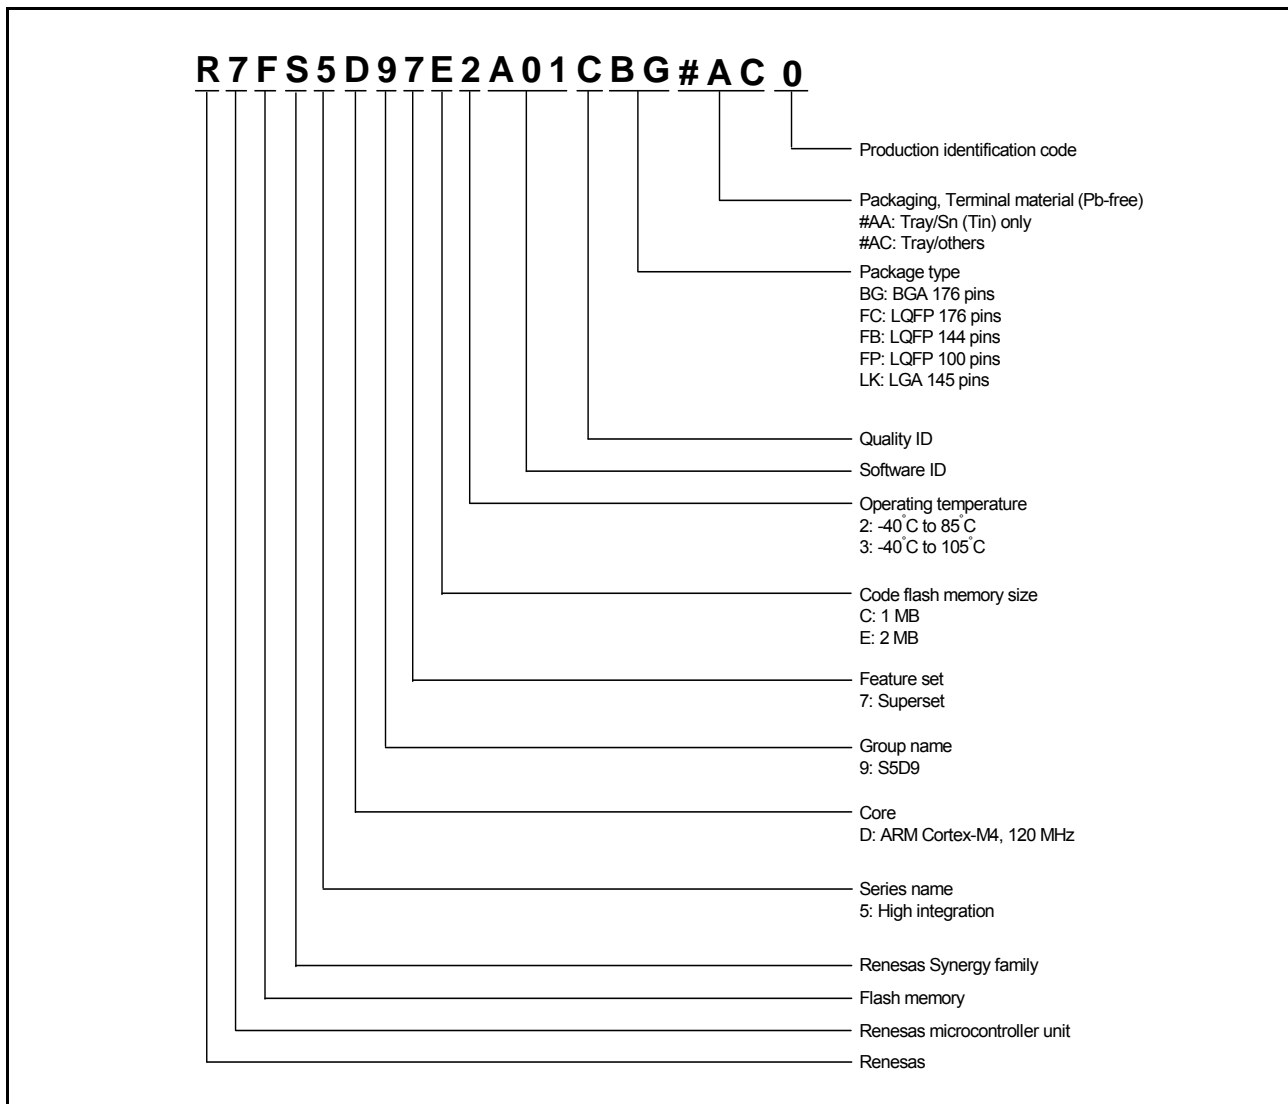 R7FS5D97E2A01CBG#AC0
Production identification code
Packaging, Terminal material (Pb-free)
#AA: Tray/Sn (Tin) only
#AC: Tray/others
Package type
BG: BGA 176 pins
FC: LQFP 176 pins
FB: LQFP 144 pins
FP: LQFP 100 pins
LK: LGA 145 pins
Quality ID
Software ID
Operating temperature
2: -40°C to 85°C
3: -40°C to 105°C
Code flash memory size
C: 1 MB
E: 2 MB
Feature set
7: Superset
Group name
9: S5D9
Core
D: ARM Cortex-M4, 120 MHz
Series name
5: High integration
Renesas Synergy family
Flash memory
Renesas microcontroller unit
Renesas